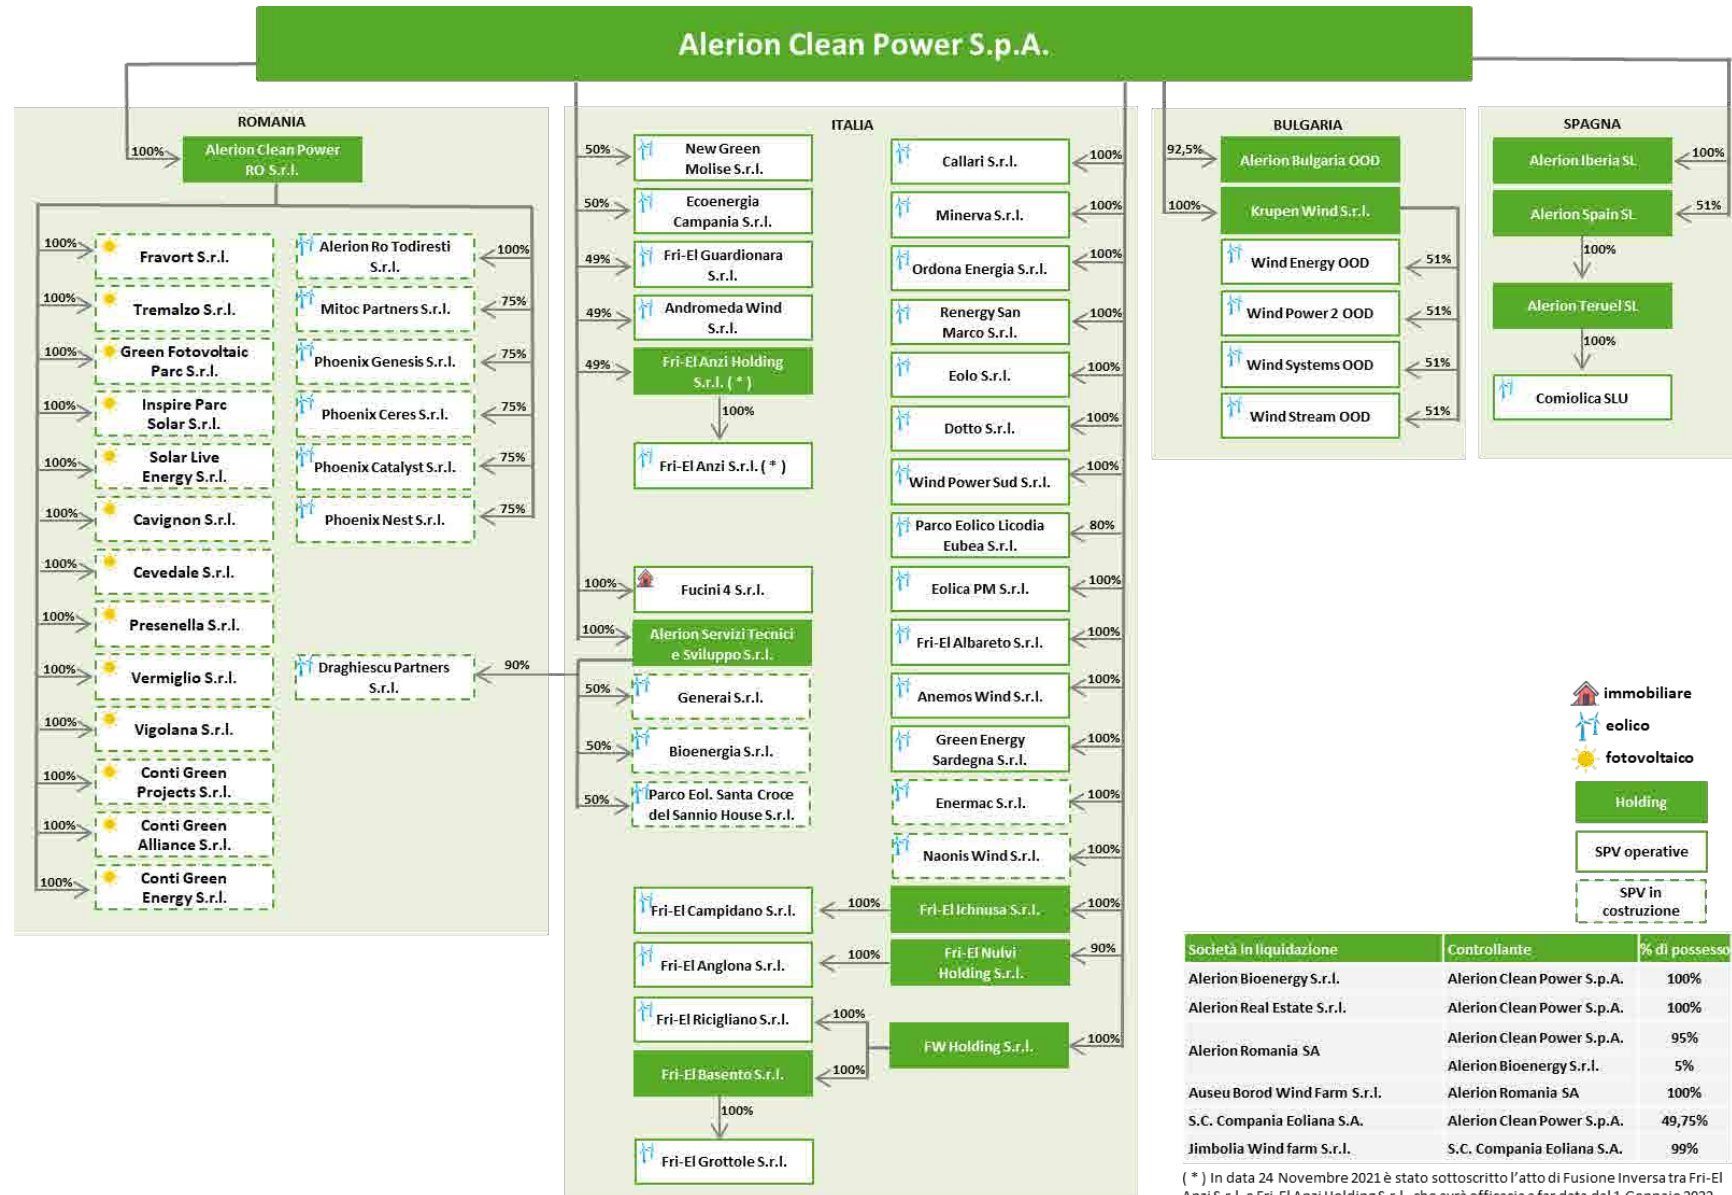 Alerion Clean Power S.p.A.
ROMANIA
100%
Alerion Clean Power
RO S.r.l.
100%
Fravort S.r.l.
100%
Tremalzo S.r.l.
100%
Green Fotovoltaic
Parc S.r.l.
100%
Inspire Parc
Solar S.r.l.
100%
Solar Live
Energy S.r.l.
100%
Cavignon S.r.l.
100%
Cevedale S.r.l.
100%
Presenella S.r.l.
100%
Vermiglio S.r.l.
100%
Vigolana S.r.l.
100%
Conti Green
Projects S.r.l.
100%
Conti Green
Alliance S.r.l.
100%
Conti Green
Energy S.r.l.
Alerion Ro Todiresti
S.r.l.
100%
Mitoc Partners S.r.l.
75%
Phoenix Genesis S.r.l.
75%
Phoenix Ceres S.r.l.
75%
Phoenix Catalyst S.r.l.
75%
Phoenix Nest S.r.l.
75%
Draghiescu Partners
S.r.l.
90%
ITALIA
50%
New Green
Molise S.r.l.
50%
Ecoenergia
Campania S.r.l.
49%
Fri-El Guardionara
S.r.l.
49%
Andromeda Wind
S.r.l.
49%
Fri-El Anzi Holding
S.r.l. ( * )
100%
Fri-El Anzi S.r.l. ( * )
100%
Fucini 4 S.r.l.
100%
Alerion Servizi Tecnici
e Sviluppo S.r.l.
50%
Generai S.r.l.
50%
Bioenergia S.r.l.
50%
Parco Eol. Santa Croce
del Sannio House S.r.l.
Callari S.r.l.
100%
Minerva S.r.l.
100%
Ordona Energia S.r.l.
100%
Renergy San
Marco S.r.l.
100%
Eolo S.r.l.
100%
Dotto S.r.l.
100%
Wind Power Sud S.r.l.
100%
Parco Eolico Licodia
Eubea S.r.l.
80%
Eolica PM S.r.l.
100%
Fri-El Albareto S.r.l.
100%
Anemos Wind S.r.l.
100%
Green Energy
Sardegna S.r.l.
100%
Enermac S.r.l.
100%
Naonis Wind S.r.l.
100%
Fri-El Campidano S.r.l.
100%
Fri-El Ichnusa S.r.l.
100%
Fri-El Anglona S.r.l.
100%
Fri-El Nulvi
Holding S.r.l.
90%
Fri-El Ricigliano S.r.l.
100%
FW Holding S.r.l.
100%
Fri-El Basento S.r.l.
100%
100%
Fri-El Grottole S.r.l.
BULGARIA
92,5%
Alerion Bulgaria OOD
100%
Krupen Wind S.r.l.
Wind Energy OOD
51%
Wind Power 2 OOD
51%
Wind Systems OOD
51%
Wind Stream OOD
51%
SPAGNA
Alerion Iberia SL
100%
Alerion Spain SL
51%
100%
Alerion Teruel SL
100%
Comiolica SLU
immobiliare
eolico
fotovoltaico
Holding
SPV operative
SPV in
costruzione
Società in liquidazione Controllante % di possesso
Alerion Bioenergy S.r.l. Alerion Clean Power S.p.A. 100%
Alerion Real Estate S.r.l. Alerion Clean Power S.p.A. 100%
Alerion Romania SA Alerion Clean Power S.p.A. 95%
Alerion Bioenergy S.r.l. 5%
Auseu Borod Wind Farm S.r.l. Alerion Romania SA 100%
S.C. Compania Eoliana S.A. Alerion Clean Power S.p.A. 49,75%
Jimbolia Wind farm S.r.l. S.C. Compania Eoliana S.A. 99%
( * ) In data 24 Novembre 2021 è stato sottoscritto l'atto di Fusione Inversa tra Fri-El